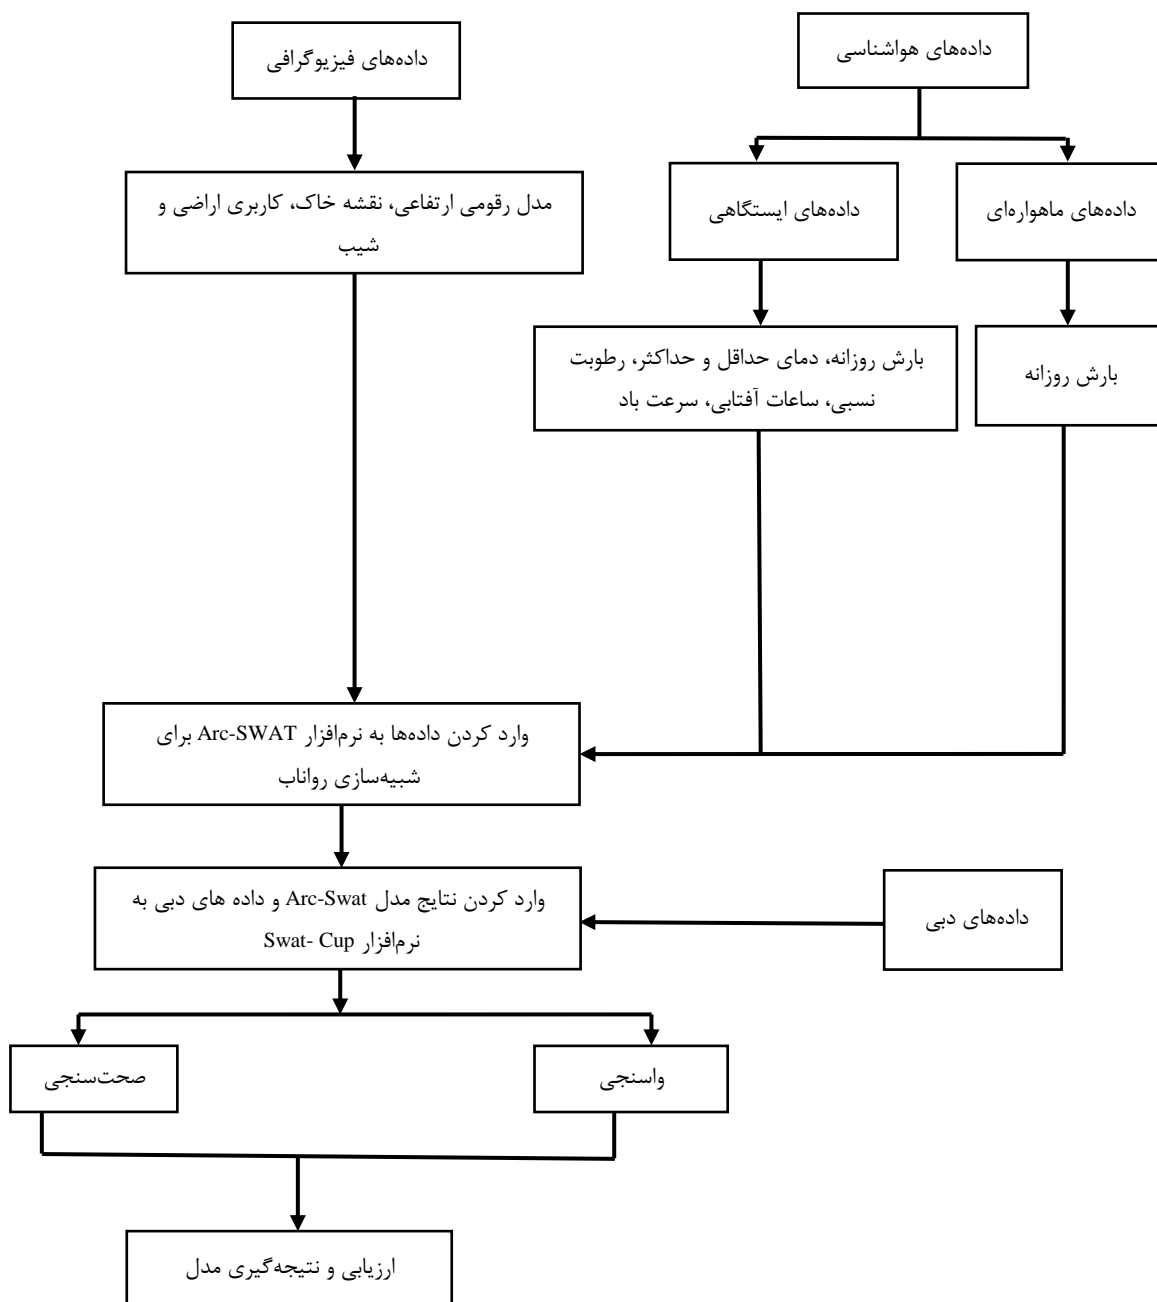 داده‌های هواشناسی
داده‌های فیزیوگرافی
داده‌های ماهواره‌ای
داده‌های ایستگاهی
مدل رقومی ارتفاعی، نقشه خاک، کاربری اراضی و
شیب
بارش روزانه
بارش روزانه، دمای حداقل و حداکثر، رطوبت
نسبی، ساعات آفتابی، سرعت باد
وارد کردن داده‌ها به نرم‌افزار Arc-SWAT برای
شبیه‌سازی رواناب
وارد کردن نتایج مدل Arc-Swat و داده های دبی به
نرم‌افزار Swat- Cup
داده‌های دبی
واسنجی
صحت‌سنجی
ارزیابی و نتیجه‌گیری مدل